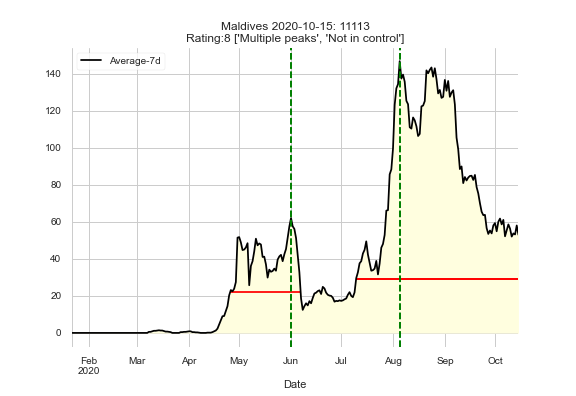 Maldives 2020-10-15: 11113
Rating:8 ['Multiple peaks', 'Not in control']
Average-7d
140
120
100
80
60
40
20
0
Feb Mar Apr May Jun Jul Aug Sep Oct
2020
Date